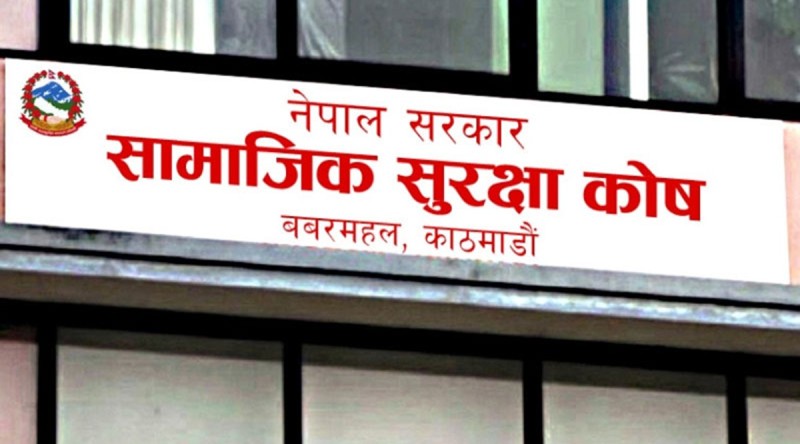 नेपाल सरकार
सामाजिक सुरक्षा कोष
बबरमहल, काठमाडौं